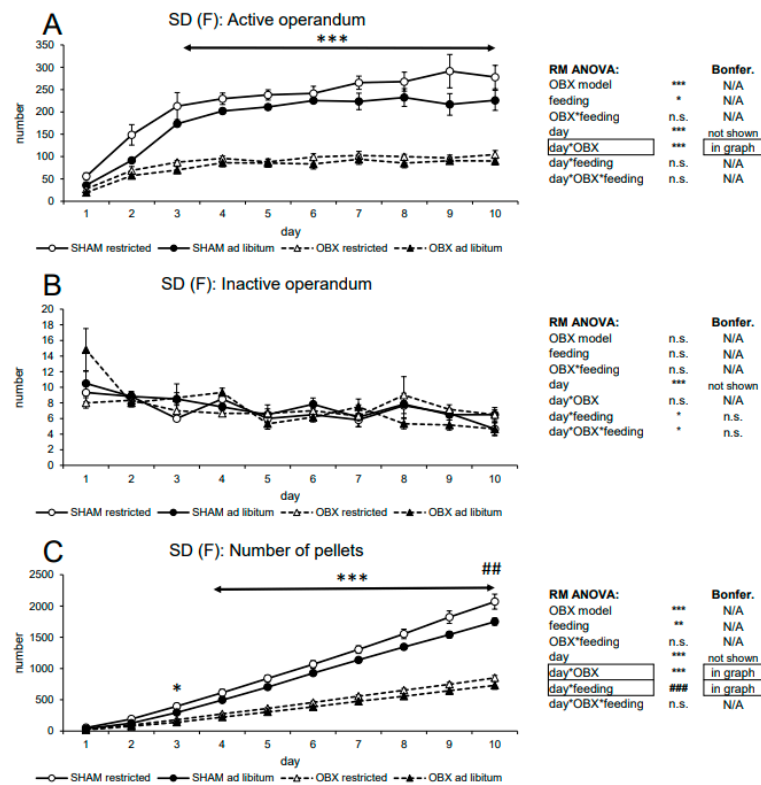 A
SD (F): Active operandum
***
350
300
250
200
150
100
50
0
number
1 2 3 4 5 6 7 8 9 10
day
SHAM restricted SHAM ad libitum OBX restricted OBX ad libitum
RM ANOVA: Bonfer.
OBX model *** N/A
feeding * N/A
OBX*feeding n.s. N/A
day *** not shown
day*OBX *** in graph
day*feeding n.s. N/A
day*OBX*feeding n.s. N/A
B
SD (F): Inactive operandum
20
18
16
14
12
10
8
6
4
2
0
number
1 2 3 4 5 6 7 8 9 10
day
SHAM restricted SHAM ad libitum OBX restricted OBX ad libitum
RM ANOVA: Bonfer.
OBX model n.s. N/A
feeding n.s. N/A
OBX*feeding n.s. N/A
day *** not shown
day*OBX n.s. N/A
day*feeding * n.s.
day*OBX*feeding * n.s.
C
SD (F): Number of pellets
##
***
*
2500
2000
1500
1000
500
0
number
1 2 3 4 5 6 7 8 9 10
day
SHAM restricted SHAM ad libitum OBX restricted OBX ad libitum
RM ANOVA: Bonfer.
OBX model *** N/A
feeding ** N/A
OBX*feeding n.s. N/A
day *** not shown
day*OBX *** in graph
day*feeding ### in graph
day*OBX*feeding n.s. N/A